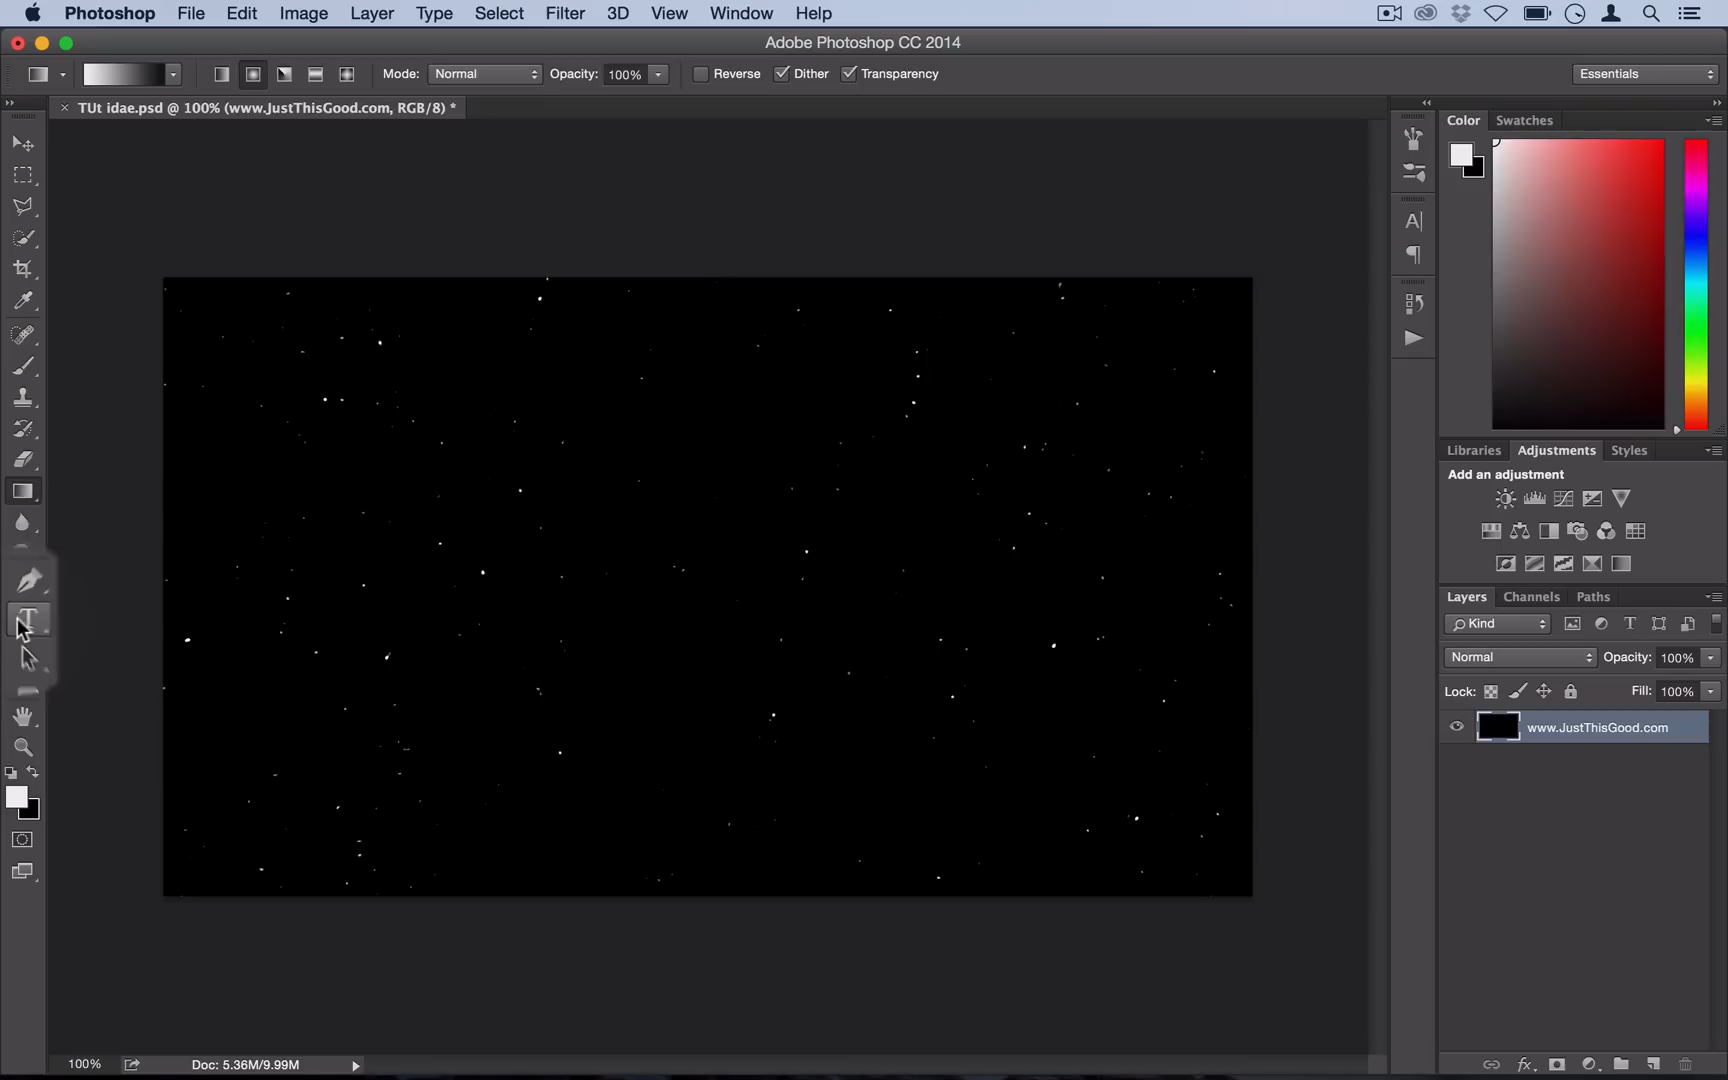 Photoshop File Edit Image Layer Type Select Filter 3D View Window Help
Adobe Photoshop CC 2014
Mode: Normal Opacity: 100% Reverse Dither Transparency Essentials
× TUt idae.psd @ 100% (www.JustThisGood.com, RGB/8) *
Color Swatches
Libraries Adjustments Styles
Add an adjustment
Layers Channels Paths
Kind
Normal Opacity: 100%
Lock: Fill: 100%
www.JustThisGood.com
100% Doc: 5.36M/9.99M